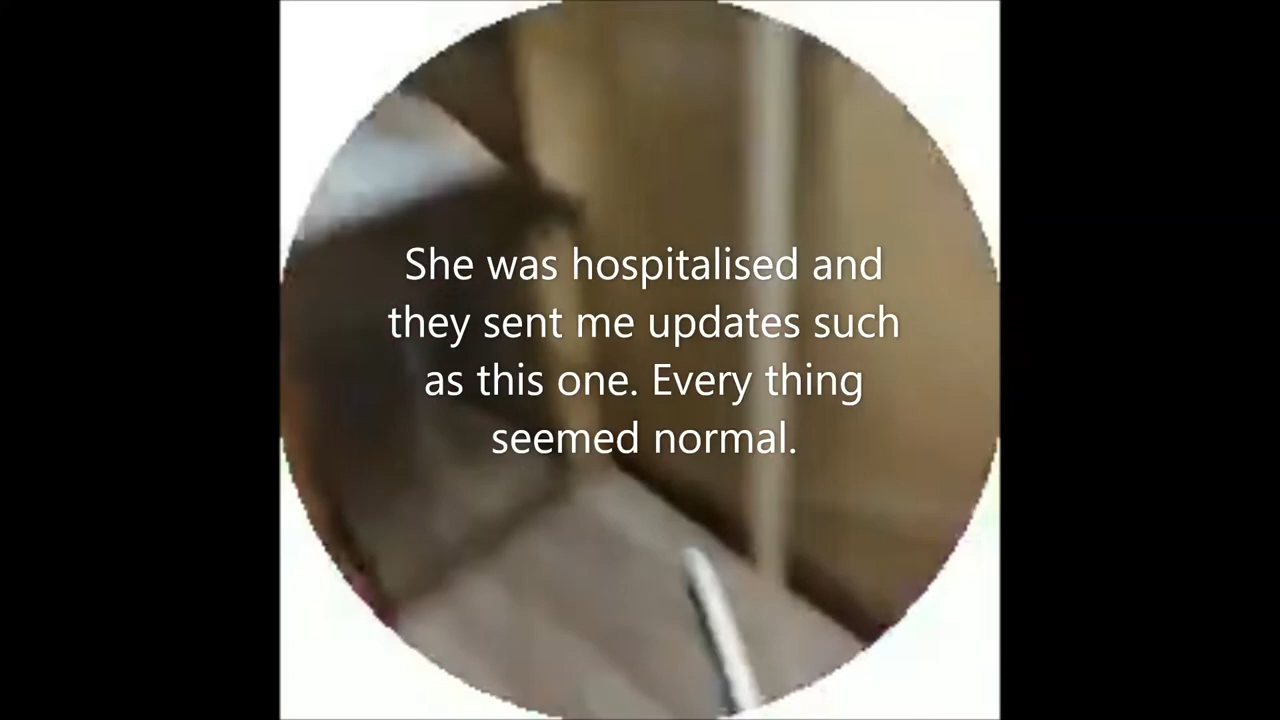 She was hospitalised and
they sent me updates such
as this one. Every thing
seemed normal.